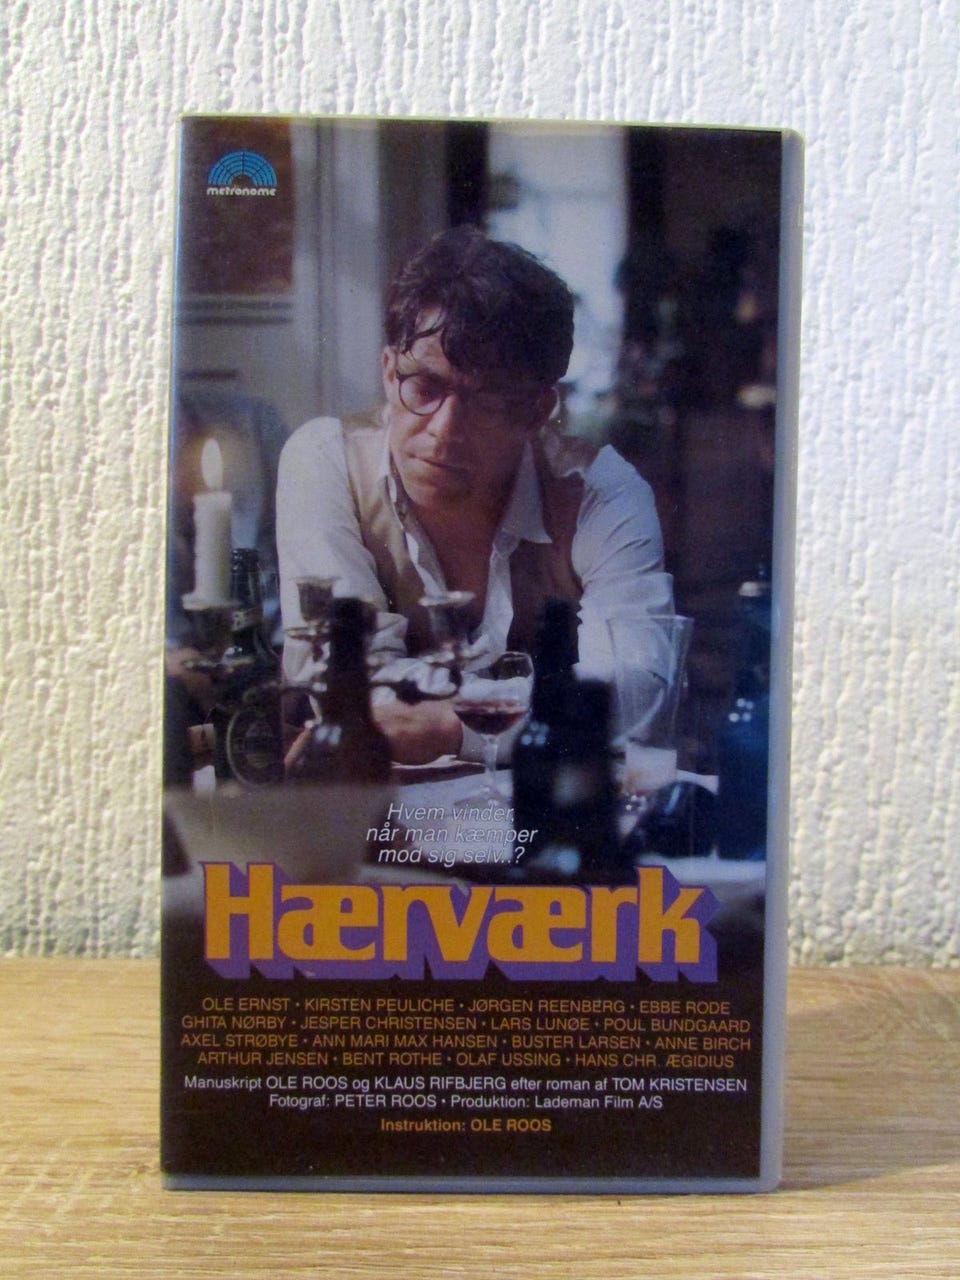 metronome
Hvem vinder,
når man kæmper
mod sig selv..?
Hærværk
OLE ERNST • KIRSTEN PEULICHE • JØRGEN REENBERG • EBBE RODE
GHITA NØRBY • JESPER CHRISTENSEN • LARS LUNØE • POUL BUNDGAARD
AXEL STRØBYE • ANN MARI MAX HANSEN • BUSTER LARSEN • ANNE BIRCH
ARTHUR JENSEN • BENT ROTHE • OLAF USSING • HANS CHR. ÆGIDIUS
Manuskript OLE ROOS og KLAUS RIFBJERG efter roman af TOM KRISTENSEN
Fotograf: PETER ROOS • Produktion: Lademan Film A/S
Instruktion: OLE ROOS